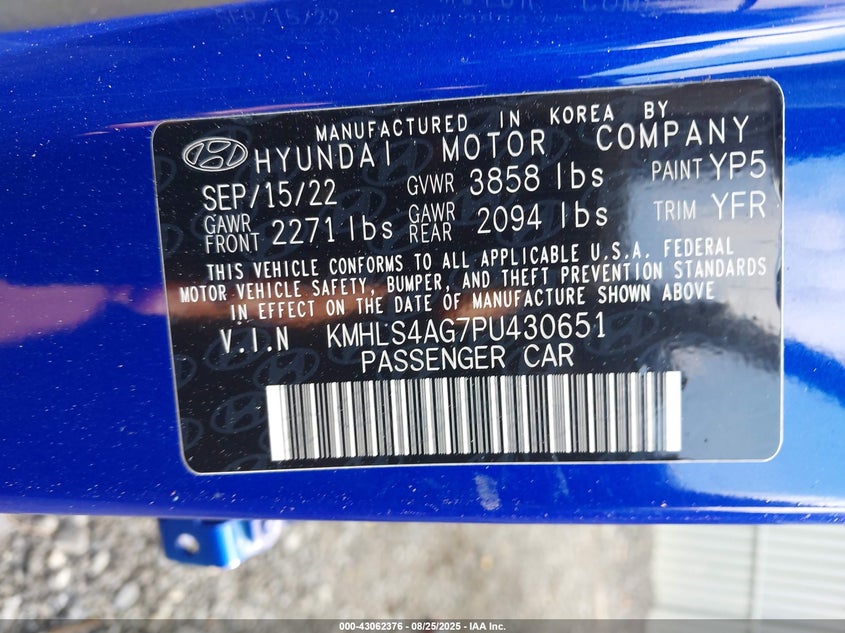 MANUFACTURED IN KOREA BY
HYUNDAI MOTOR COMPANY
SEP/15/22 GVWR 3858 lbs PAINT YP5
GAWR FRONT 2271 lbs GAWR REAR 2094 lbs TRIM YFR
THIS VEHICLE CONFORMS TO ALL APPLICABLE U.S.A. FEDERAL
MOTOR VEHICLE SAFETY, BUMPER, AND THEFT PREVENTION STANDARDS
IN EFFECT ON THE DATE OF MANUFACTURE SHOWN ABOVE
V.I.N KMHLS4AG7PU430651
PASSENGER CAR
000-43062376 | 08/25/2025 | IAA Inc.